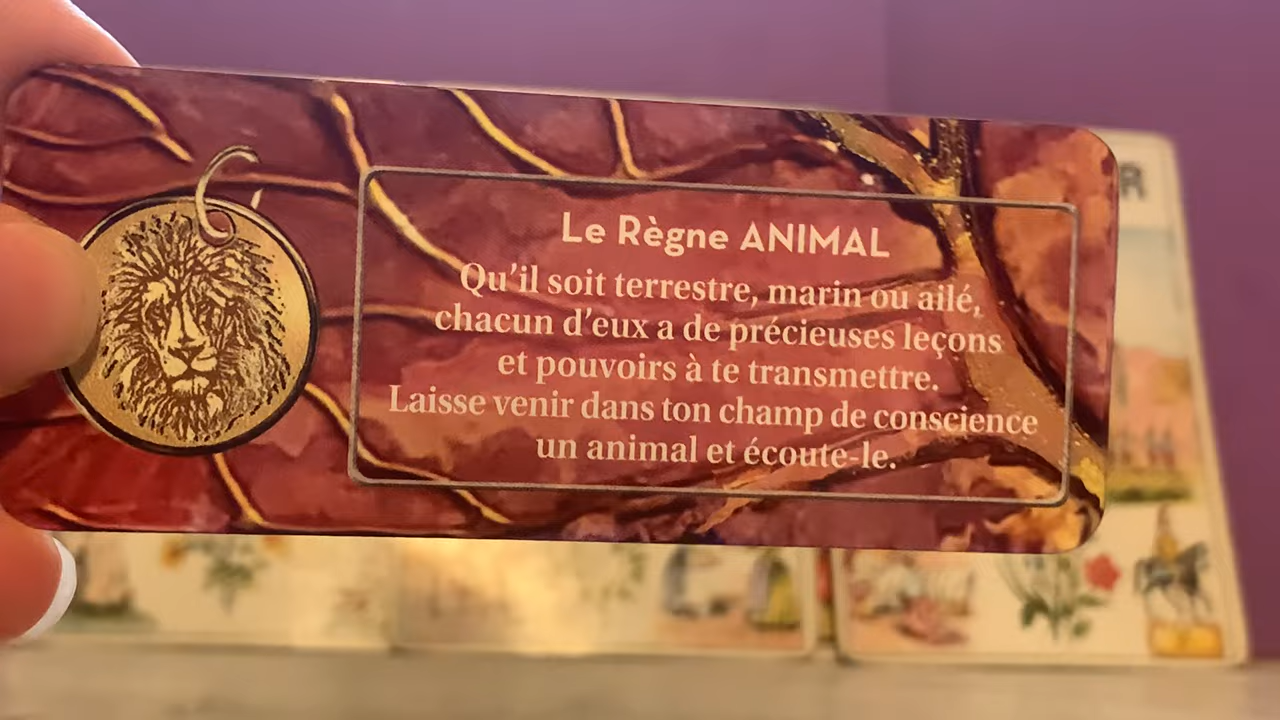 Le Règne ANIMAL
Qu'il soit terrestre, marin ou ailé,
chacun d'eux a de précieuses leçons
et pouvoirs à te transmettre.
Laisse venir dans ton champ de conscience
un animal et écoute-le.
R